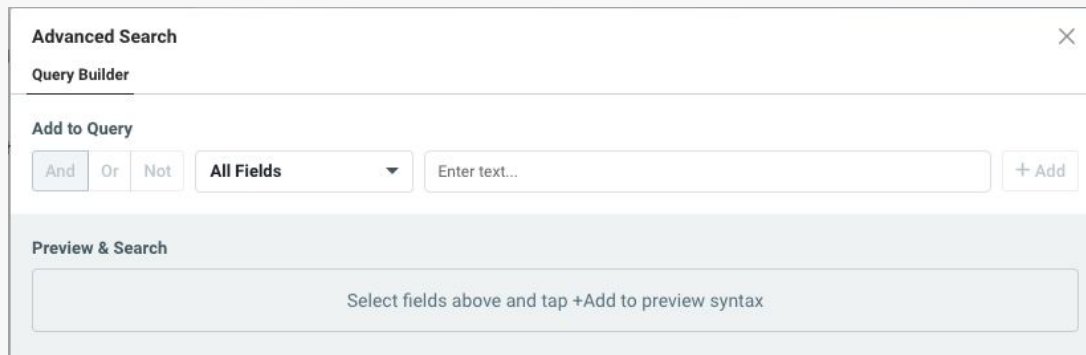 Advanced Search
Query Builder
Add to Query
And Or Not All Fields Enter text... + Add
Preview & Search
Select fields above and tap +Add to preview syntax